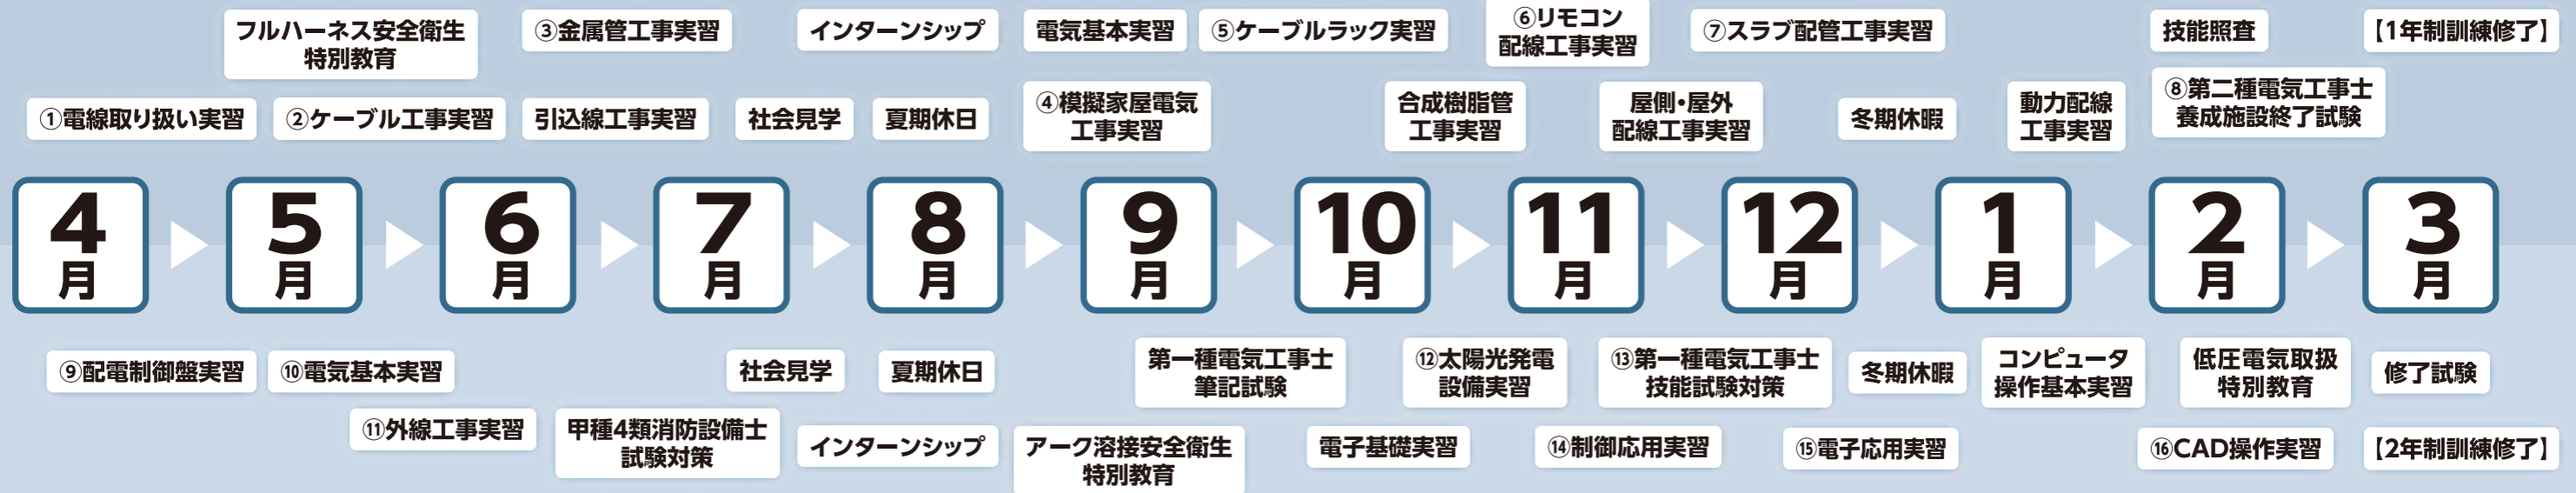 フルハーネス安全衛生
特別教育
③金属管工事実習
インターンシップ
電気基本実習
⑤ケーブルラック実習
⑥リモコン
配線工事実習
⑦スラブ配管工事実習
技能照査
【1年制訓練修了】
①電線取り扱い実習
②ケーブル工事実習
引込線工事実習
社会見学
夏期休日
④模擬家屋電気
工事実習
合成樹脂管
工事実習
屋側・屋外
配線工事実習
冬期休暇
動力配線
工事実習
⑧第二種電気工事士
養成施設終了試験
4月
5月
6月
7月
8月
9月
10月
11月
12月
1月
2月
3月
⑨配電制御盤実習
⑩電気基本実習
社会見学
夏期休日
第一種電気工事士
筆記試験
⑫太陽光発電
設備実習
⑬第一種電気工事士
技能試験対策
冬期休暇
コンピュータ
操作基本実習
低圧電気取扱
特別教育
修了試験
⑪外線工事実習
甲種4類消防設備士
試験対策
インターンシップ
アーク溶接安全衛生
特別教育
電子基礎実習
⑭制御応用実習
⑮電子応用実習
⑯CAD操作実習
【2年制訓練修了】